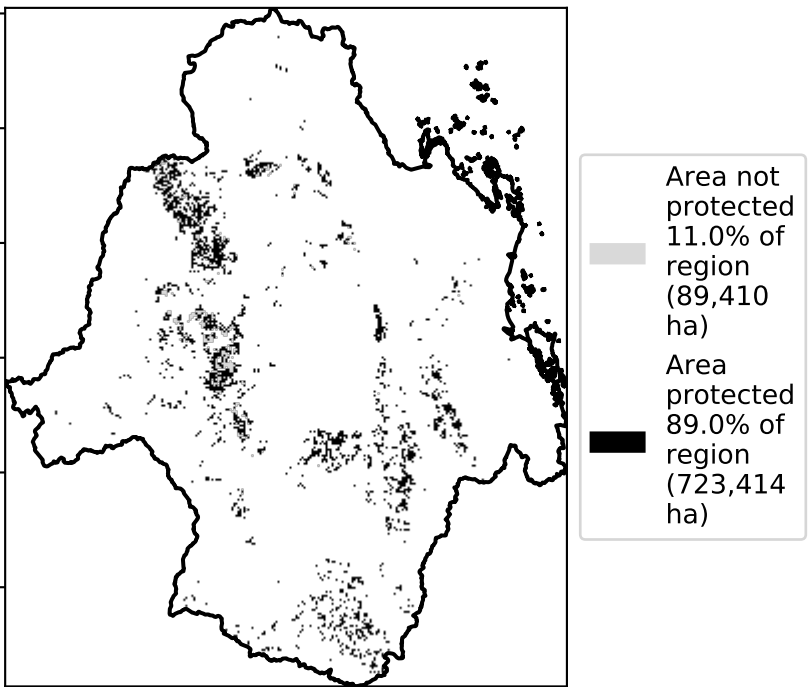 Area not
protected
11.0% of
region
(89,410
ha)
Area
protected
89.0% of
region
(723,414
ha)